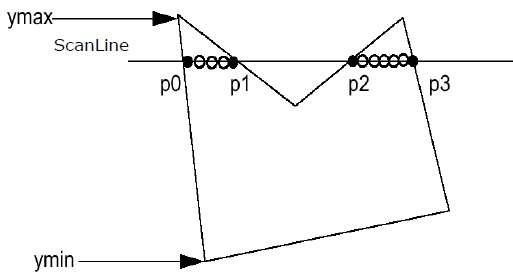 ymax
ScanLine
p0 p1 p2 p3
ymin